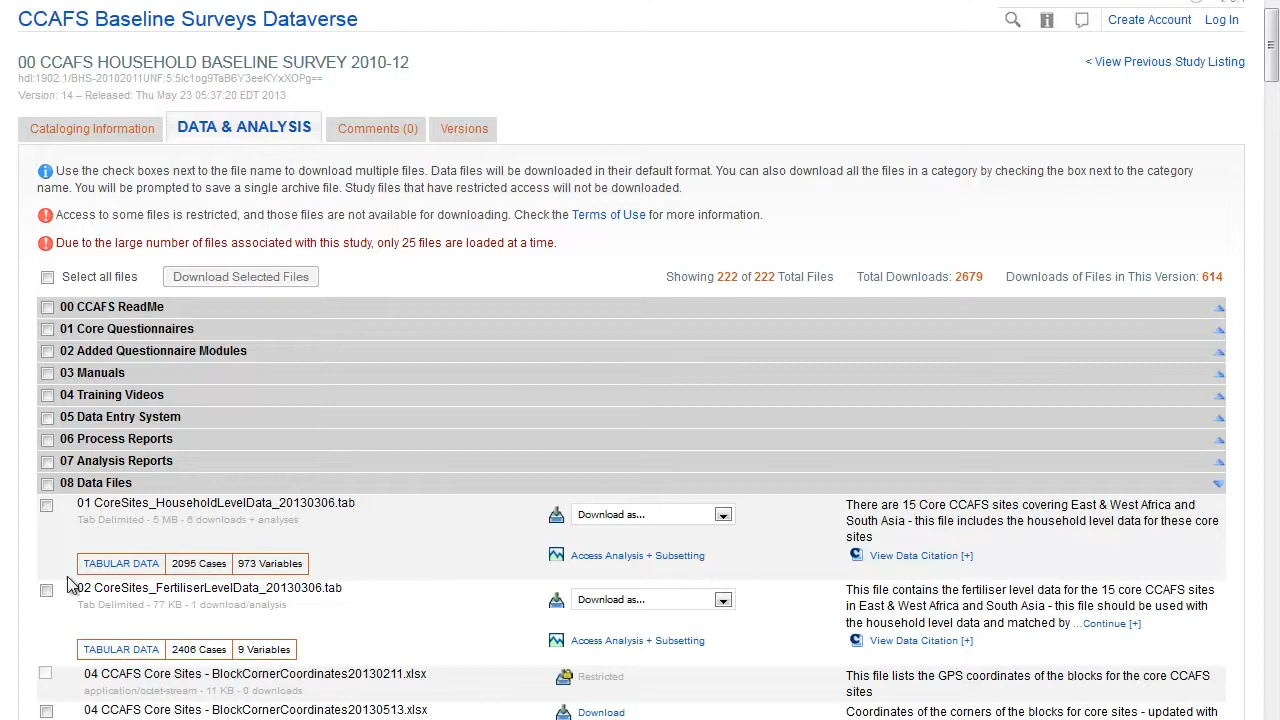 CCAFS Baseline Surveys Dataverse
Create Account
Log In
00 CCAFS HOUSEHOLD BASELINE SURVEY 2010-12
< View Previous Study Listing
hdl:1902.1/BHS-20102011UNF:5:5Ic1og9TaB6Y3eeKYxXOPg==
Version: 14 – Released: Thu May 23 05:37:20 EDT 2013
Cataloging Information
DATA & ANALYSIS
Comments (0)
Versions
Use the check boxes next to the file name to download multiple files. Data files will be downloaded in their default format. You can also download all the files in a category by checking the box next to the category
name. You will be prompted to save a single archive file. Study files that have restricted access will not be downloaded.
Access to some files is restricted, and those files are not available for downloading. Check the Terms of Use for more information.
Due to the large number of files associated with this study, only 25 files are loaded at a time.
Select all files
Download Selected Files
Showing 222 of 222 Total Files
Total Downloads: 2679
Downloads of Files in This Version: 614
00 CCAFS ReadMe
01 Core Questionnaires
02 Added Questionnaire Modules
03 Manuals
04 Training Videos
05 Data Entry System
06 Process Reports
07 Analysis Reports
08 Data Files
01 CoreSites_HouseholdLevelData_20130306.tab
Tab Delimited - 5 MB - 6 downloads + analyses
TABULAR DATA
2095 Cases
973 Variables
Download as...
Access Analysis + Subsetting
There are 15 Core CCAFS sites covering East & West Africa and
South Asia - this file includes the household level data for these core
sites
View Data Citation [+]
02 CoreSites_FertiliserLevelData_20130306.tab
Tab Delimited - 77 KB - 1 download/analysis
TABULAR DATA
2406 Cases
9 Variables
Download as...
Access Analysis + Subsetting
This file contains the fertiliser level data for the 15 core CCAFS sites
in East & West Africa and South Asia - this file should be used with
the household level data and matched by ...Continue [+]
View Data Citation [+]
04 CCAFS Core Sites - BlockCornerCoordinates20130211.xlsx
application/octet-stream - 11 KB - 0 downloads
Restricted
This file lists the GPS coordinates of the blocks for the core CCAFS
sites
04 CCAFS Core Sites - BlockCornerCoordinates20130513.xlsx
Download
Coordinates of the corners of the blocks for core sites - updated with